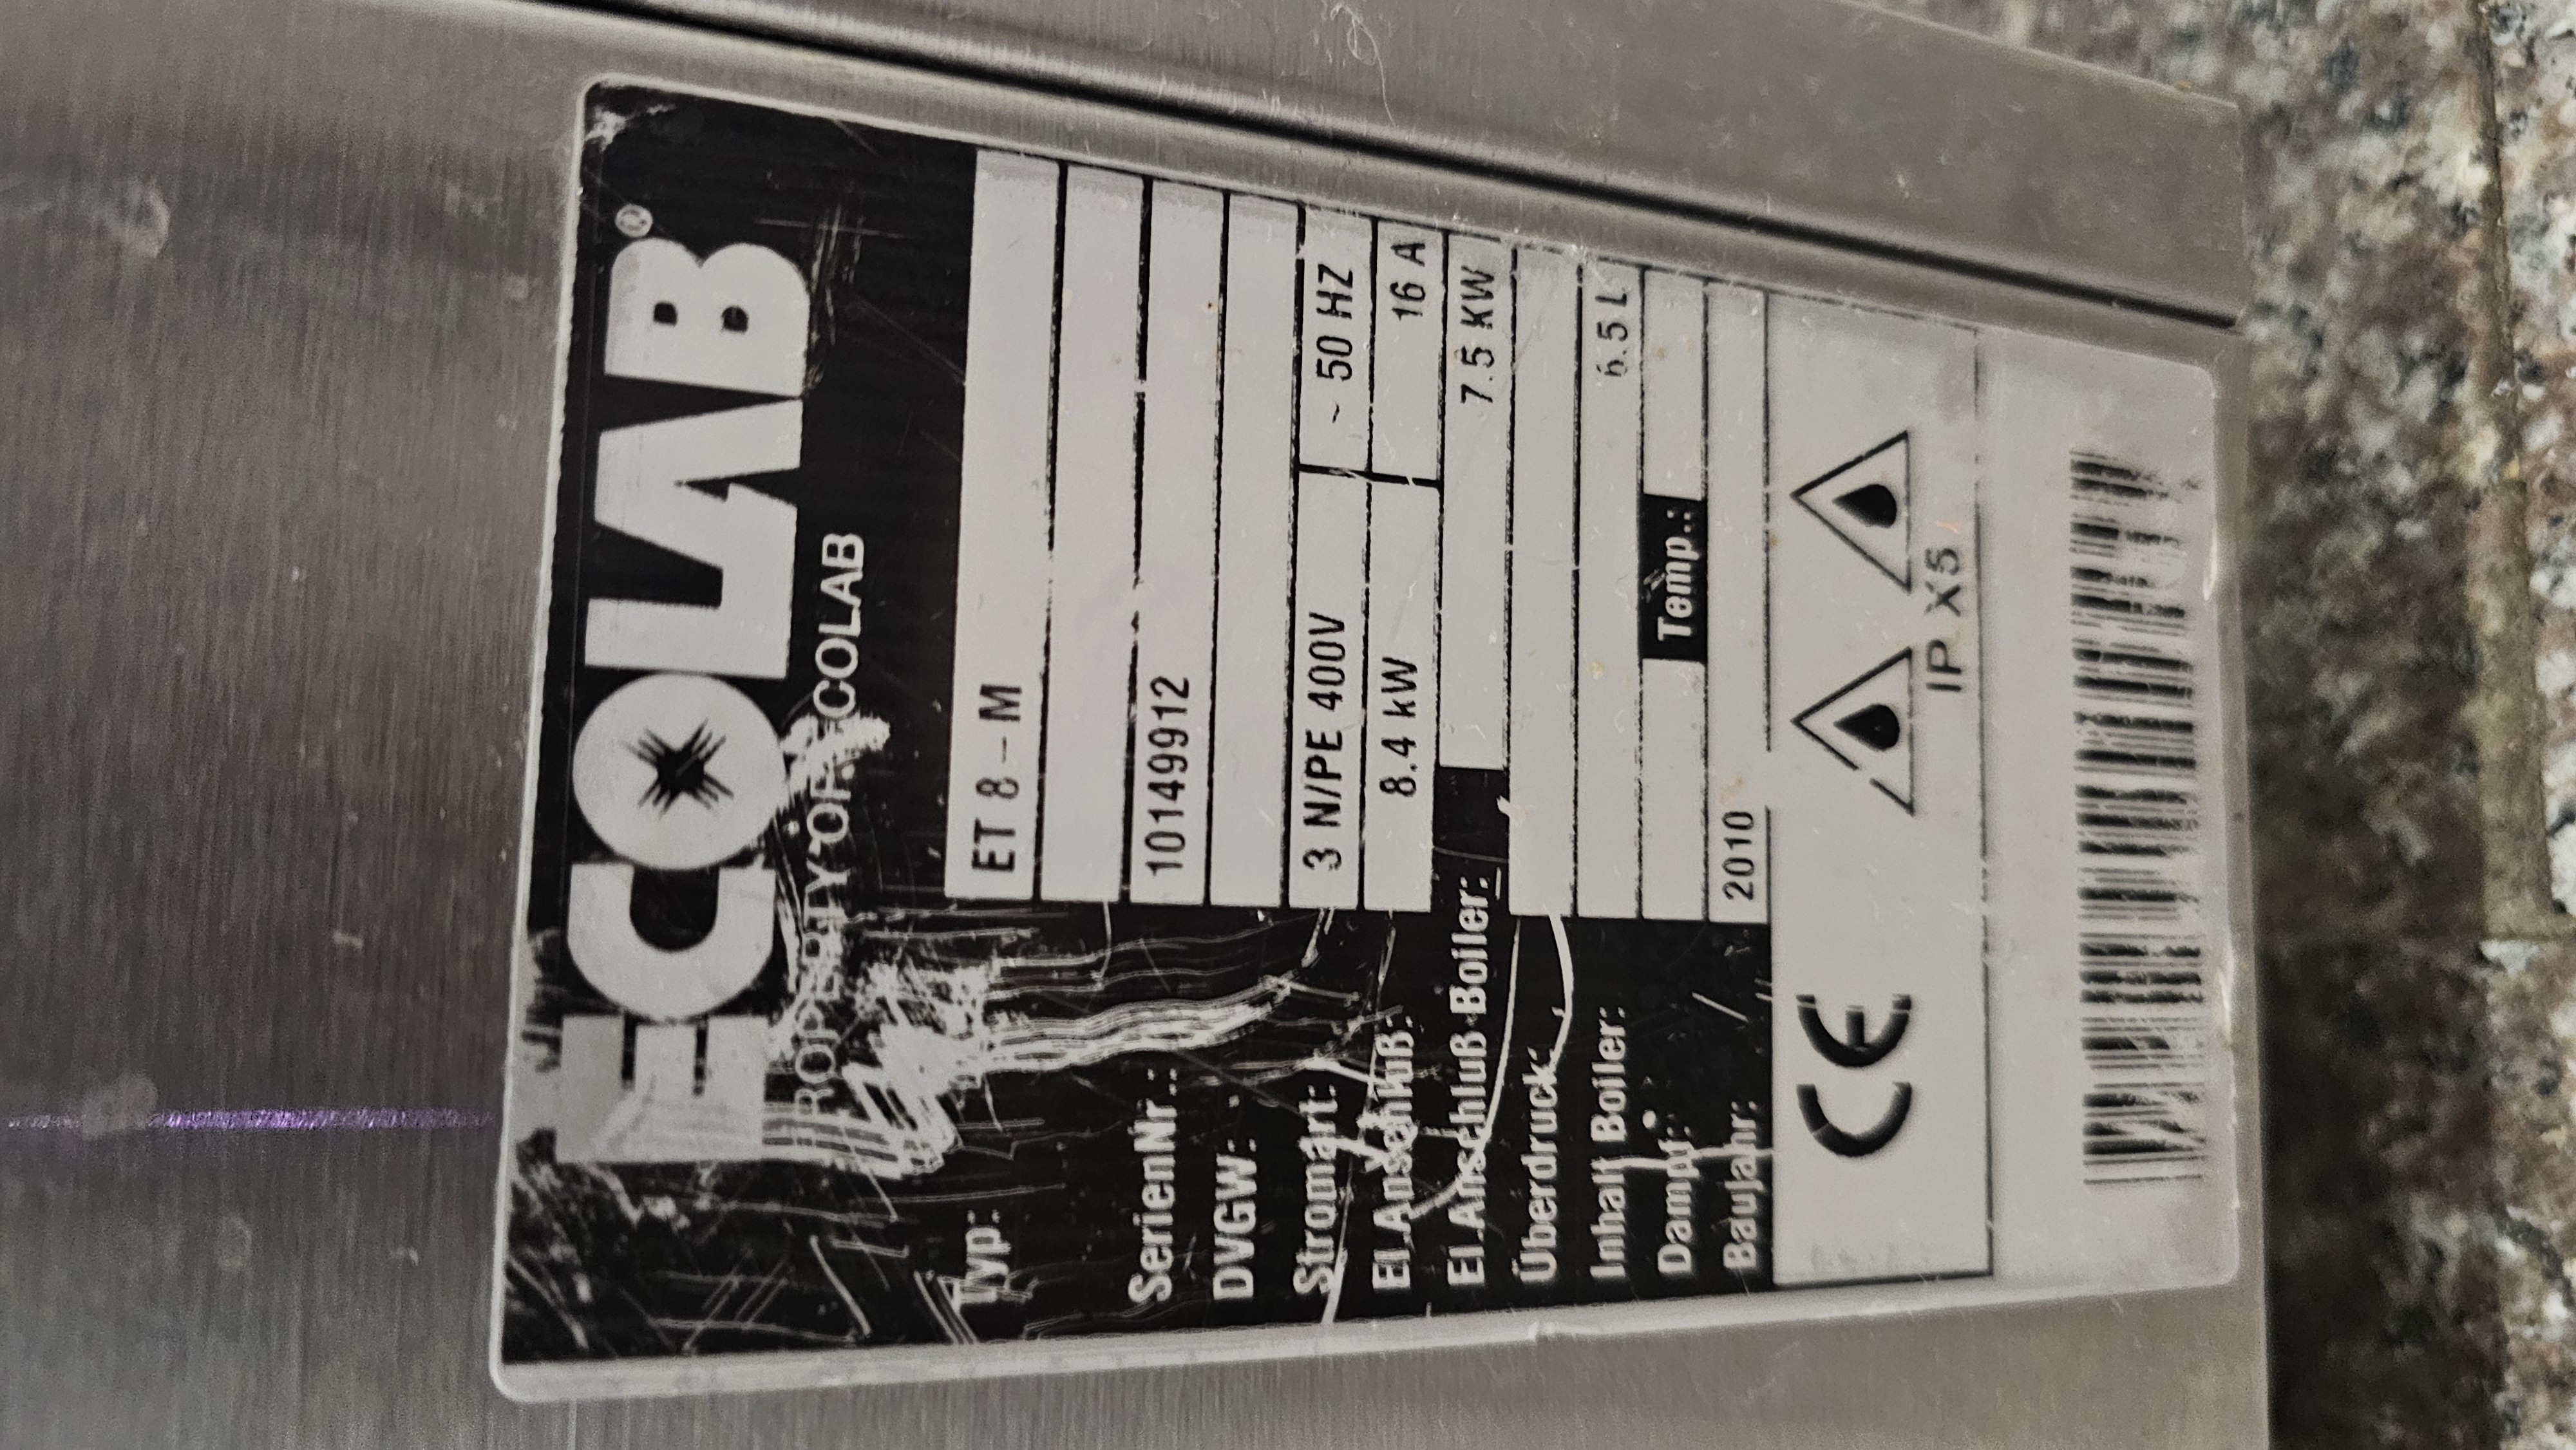 ECOLAB®
PROPERTY OF ECOLAB
Typ: ET 8-M
SerienNr.: 101499912
DVGW:
Stromart: 3 N/PE 400V ~ 50 HZ
El.Anschluß: 8.4 kW 16 A
El.Anschluß-Boiler: 7.5 KW
Überdruck:
Inhalt Boiler: 6.5 L
Dampf: Temp.:
Baujahr: 2010
CE IP X5